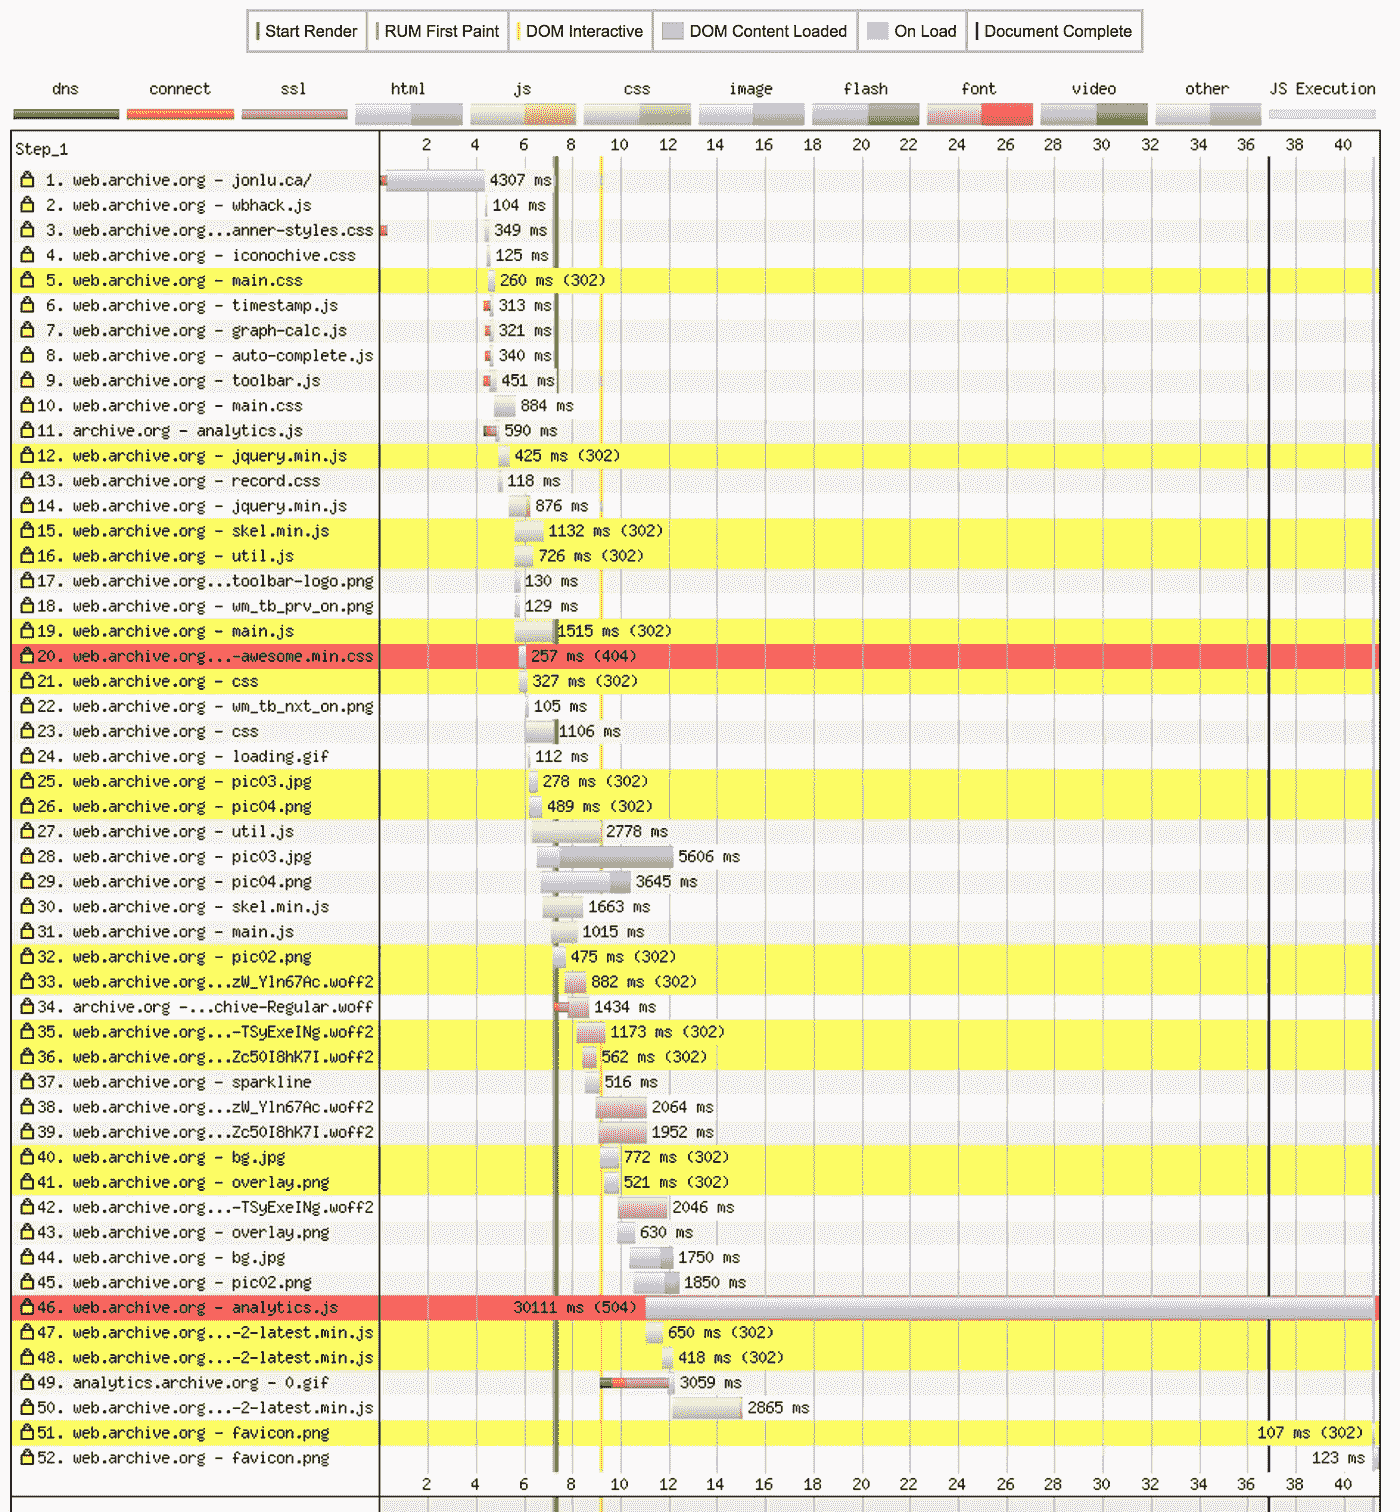 Start Render RUM First Paint DOM Interactive DOM Content Loaded On Load Document Complete
dns connect ssl html js css image flash font video other JS Execution
Step_1 2 4 6 8 10 12 14 16 18 20 22 24 26 28 30 32 34 36 38 40
1. web.archive.org - jonlu.ca/ 4307 ms
2. web.archive.org - wbhack.js 104 ms
3. web.archive.org...anner-styles.css 349 ms
4. web.archive.org - iconochive.css 125 ms
5. web.archive.org - main.css 260 ms (302)
6. web.archive.org - timestamp.js 313 ms
7. web.archive.org - graph-calc.js 321 ms
8. web.archive.org - auto-complete.js 340 ms
9. web.archive.org - toolbar.js 451 ms
10. web.archive.org - main.css 884 ms
11. archive.org - analytics.js 590 ms
12. web.archive.org - jquery.min.js 425 ms (302)
13. web.archive.org - record.css 118 ms
14. web.archive.org - jquery.min.js 876 ms
15. web.archive.org - skel.min.js 1132 ms (302)
16. web.archive.org - util.js 726 ms (302)
17. web.archive.org...toolbar-logo.png 130 ms
18. web.archive.org - wm_tb_prv_on.png 129 ms
19. web.archive.org - main.js 1515 ms (302)
20. web.archive.org...-awesome.min.css 257 ms (404)
21. web.archive.org - css 327 ms (302)
22. web.archive.org - wm_tb_nxt_on.png 105 ms
23. web.archive.org - css 1106 ms
24. web.archive.org - loading.gif 112 ms
25. web.archive.org - pic03.jpg 278 ms (302)
26. web.archive.org - pic04.png 489 ms (302)
27. web.archive.org - util.js 2778 ms
28. web.archive.org - pic03.jpg 5606 ms
29. web.archive.org - pic04.png 3645 ms
30. web.archive.org - skel.min.js 1663 ms
31. web.archive.org - main.js 1015 ms
32. web.archive.org - pic02.png 475 ms (302)
33. web.archive.org...zW_Yln67Ac.woff2 882 ms (302)
34. archive.org -...chive-Regular.woff 1434 ms
35. web.archive.org...-TSyExeINg.woff2 1173 ms (302)
36. web.archive.org...Zc50I8hK7I.woff2 562 ms (302)
37. web.archive.org - sparkline 516 ms
38. web.archive.org...zW_Yln67Ac.woff2 2064 ms
39. web.archive.org...Zc50I8hK7I.woff2 1952 ms
40. web.archive.org - bg.jpg 772 ms (302)
41. web.archive.org - overlay.png 521 ms (302)
42. web.archive.org...-TSyExeINg.woff2 2046 ms
43. web.archive.org - overlay.png 630 ms
44. web.archive.org - bg.jpg 1750 ms
45. web.archive.org - pic02.png 1850 ms
46. web.archive.org - analytics.js 30111 ms (504)
47. web.archive.org...-2-latest.min.js 650 ms (302)
48. web.archive.org...-2-latest.min.js 418 ms (302)
49. analytics.archive.org - 0.gif 3059 ms
50. web.archive.org...-2-latest.min.js 2865 ms
51. web.archive.org - favicon.png 107 ms (302)
52. web.archive.org - favicon.png 123 ms
2 4 6 8 10 12 14 16 18 20 22 24 26 28 30 32 34 36 38 40